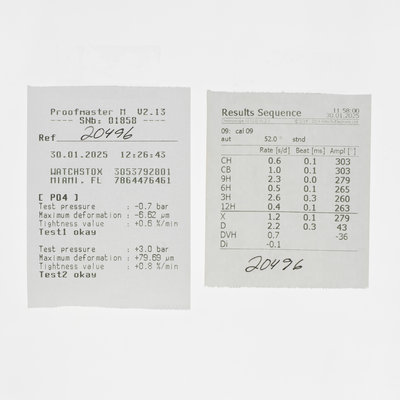 Proofmaster M V2.13
---- SNb: 01858 ----
Ref 20496
30.01.2025 12:26:43
WATCHSTOX 3053792801
MIAMI. FL 7864476461
[ P04 ]
Test pressure : -0.7 bar
Maximum deformation : -6.62 µm
Tightness value : +0.6 %/min
Test1 okay
Test pressure : +3.0 bar
Maximum deformation : +79.69 µm
Tightness value : +0.8 %/min
Test2 okay
Results Sequence 11:58:00
30.01.2025
09: cal 09
aut 52.0 ° stnd
Rate [s/d] Beat [ms] Ampl [°]
CH 0.6 0.1 303
CB 1.0 0.1 303
9H 2.3 0.0 279
6H 0.5 0.1 265
3H 2.6 0.3 260
12H 0.4 0.1 263
X 1.2 0.1 279
D 2.2 0.3 43
DVH 0.7 -36
Di -0.1
20496